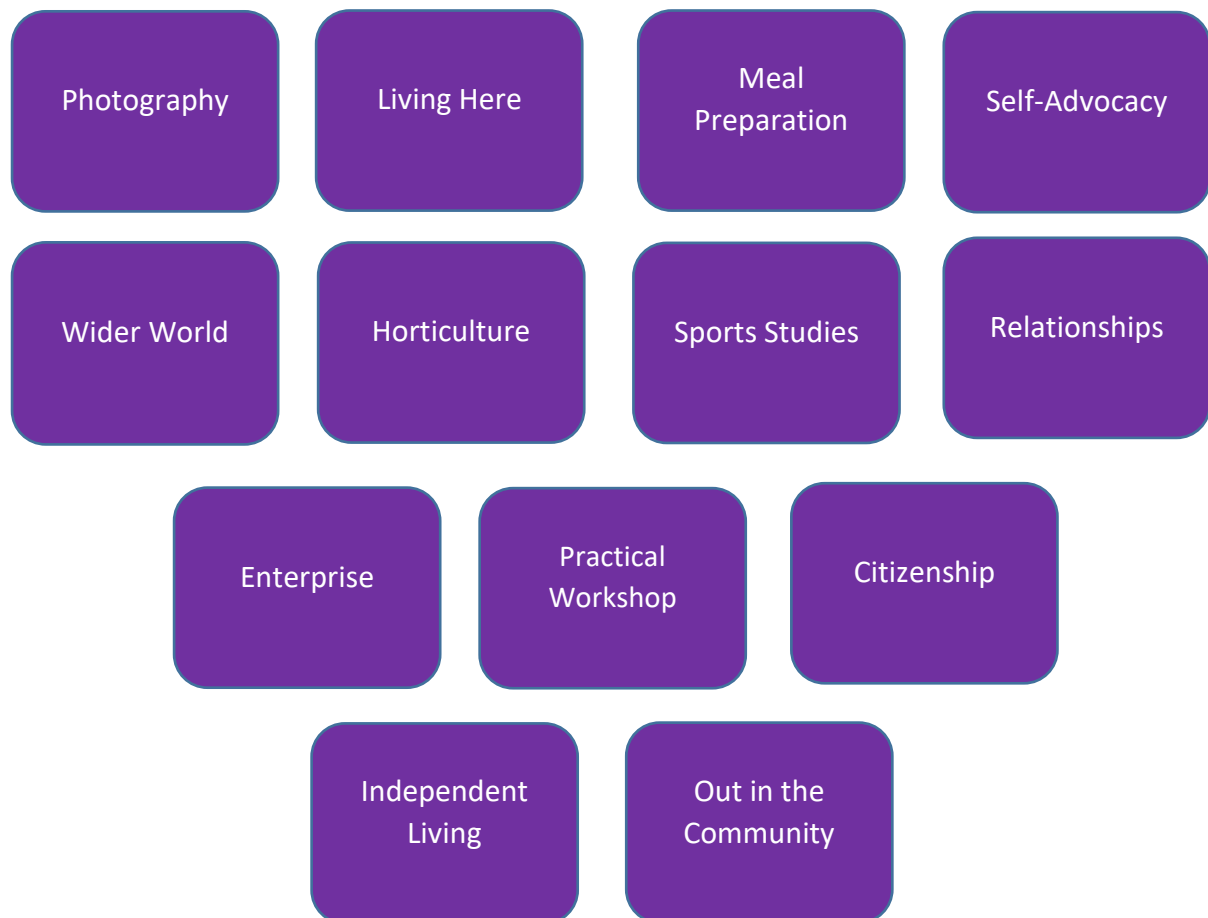 Photography
Living Here
Meal
Preparation
Self-Advocacy
Wider World
Horticulture
Sports Studies
Relationships
Enterprise
Practical
Workshop
Citizenship
Independent
Living
Out in the
Community